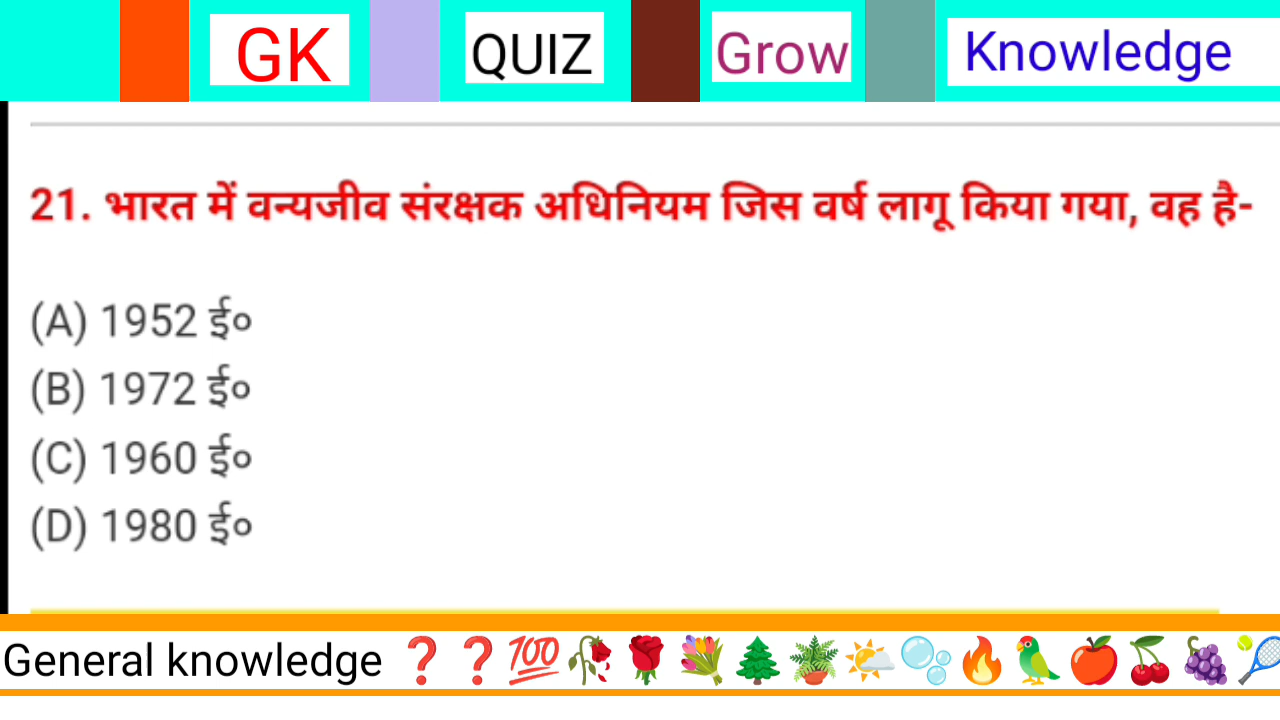 GK QUIZ Grow Knowledge
21. भारत में वन्यजीव संरक्षक अधिनियम जिस वर्ष लागू किया गया, वह है-
(A) 1952 ई०
(B) 1972 ई०
(C) 1960 ई०
(D) 1980 ई०
General knowledge ❓❓💯🥀🌹💐🌲🪴🌤️🫧🔥🦜🍎🍒🍇🎾